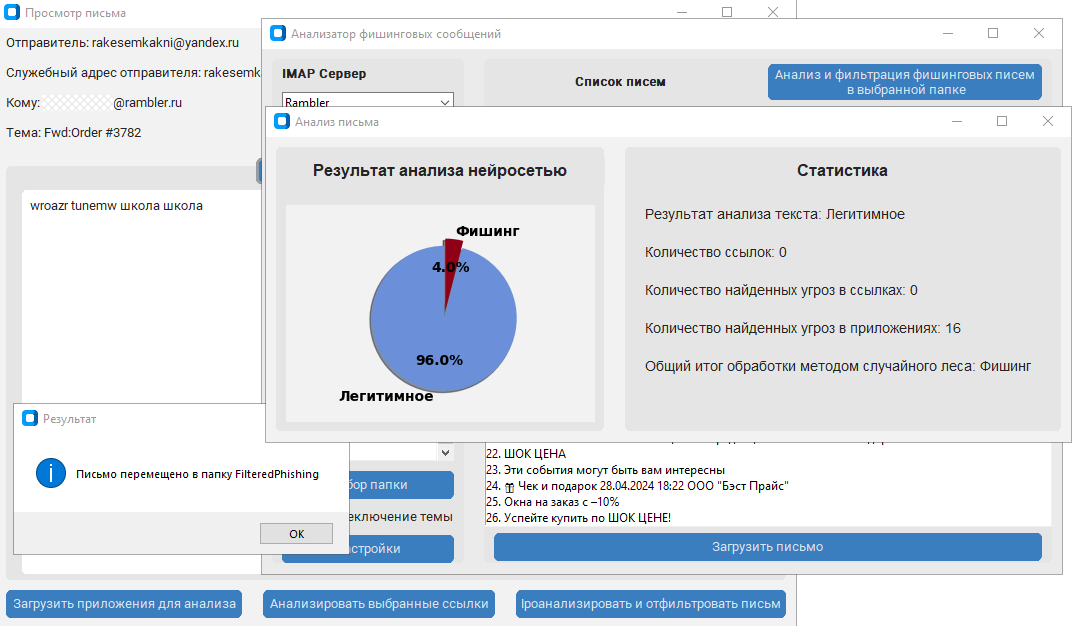 Просмотр письма
Отправитель: rakesemkakni@yandex.ru
Служебный адрес отправителя: rakesemk
Кому: @rambler.ru
Тема: Fwd:Order #3782
wroazr tunemw школа школа
Анализатор фишинговых сообщений
IMAP Сервер
Rambler
Список писем
Анализ и фильтрация фишинговых писем
в выбранной папке
Анализ письма
Результат анализа нейросетью
Фишинг
4.0%
96.0%
Легитимное
Статистика
Результат анализа текста: Легитимное
Количество ссылок: 0
Количество найденных угроз в ссылках: 0
Количество найденных угроз в приложениях: 16
Общий итог обработки методом случайного леса: Фишинг
Результат
Письмо перемещено в папку FilteredPhishing
OK
бор папки
еключение темы
стройки
22. ШОК ЦЕНА
23. Эти события могут быть вам интересны
24. Чек и подарок 28.04.2024 18:22 ООО "Бэст Прайс"
25. Окна на заказ с –10%
26. Успейте купить по ШОК ЦЕНЕ!
Загрузить письмо
Загрузить приложения для анализа
Анализировать выбранные ссылки
Іроанализировать и отфильтровать письм